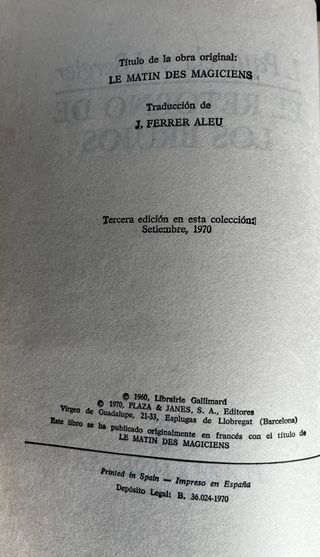 Título de la obra original:
LE MATIN DES MAGICIENS
Traducción de
J. FERRER ALEU
Tercera edición en esta colección:
Setiembre, 1970
© 1960, Librairie Gallimard
© 1970, PLAZA & JANES, S. A., Editores
Virgen de Guadalupe, 21-33, Esplugas de Llobregat (Barcelona)
Este libro se ha publicado originalmente en francés con el título de
LE MATIN DES MAGICIENS
Printed in Spain — Impreso en España
Depósito Legal: B. 36.024-1970